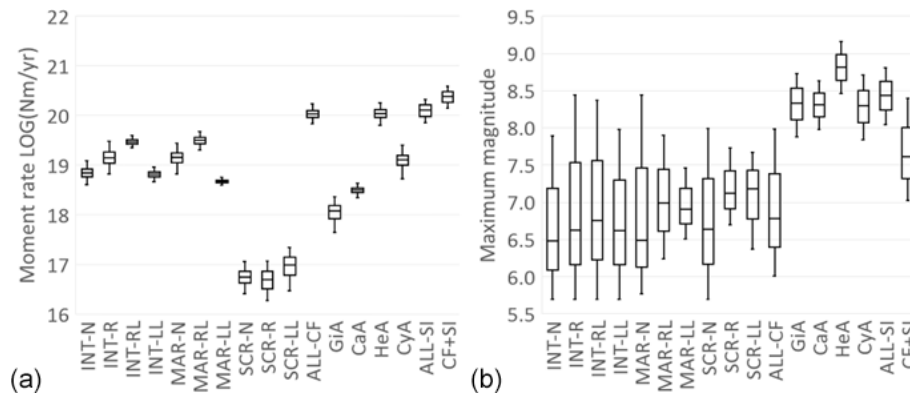 Moment rate LOG(Nm/yr)
22
21
20
19
18
17
16
INT-N
INT-R
INT-RL
INT-LL
MAR-N
MAR-RL
MAR-LL
SCR-N
SCR-R
SCR-LL
ALL-CF
GiA
CaA
HeA
CyA
ALL-SI
CF+SI
(a)
Maximum magnitude
9.5
9.0
8.5
8.0
7.5
7.0
6.5
6.0
5.5
INT-N
INT-R
INT-RL
INT-LL
MAR-N
MAR-RL
MAR-LL
SCR-N
SCR-R
SCR-LL
ALL-CF
GiA
CaA
HeA
CyA
ALL-SI
CF+SI
(b)